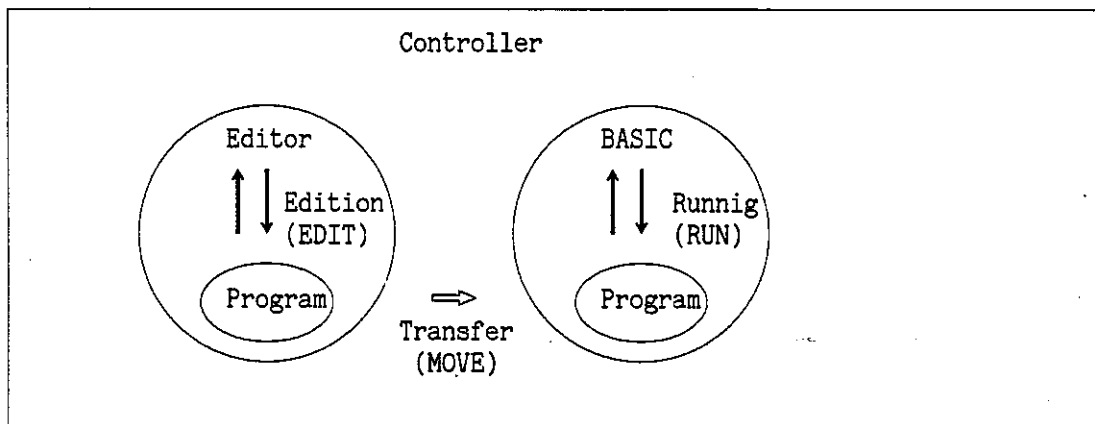 Controller
Editor
Edition
(EDIT)
Program
Transfer
(MOVE)
BASIC
Runnig
(RUN)
Program